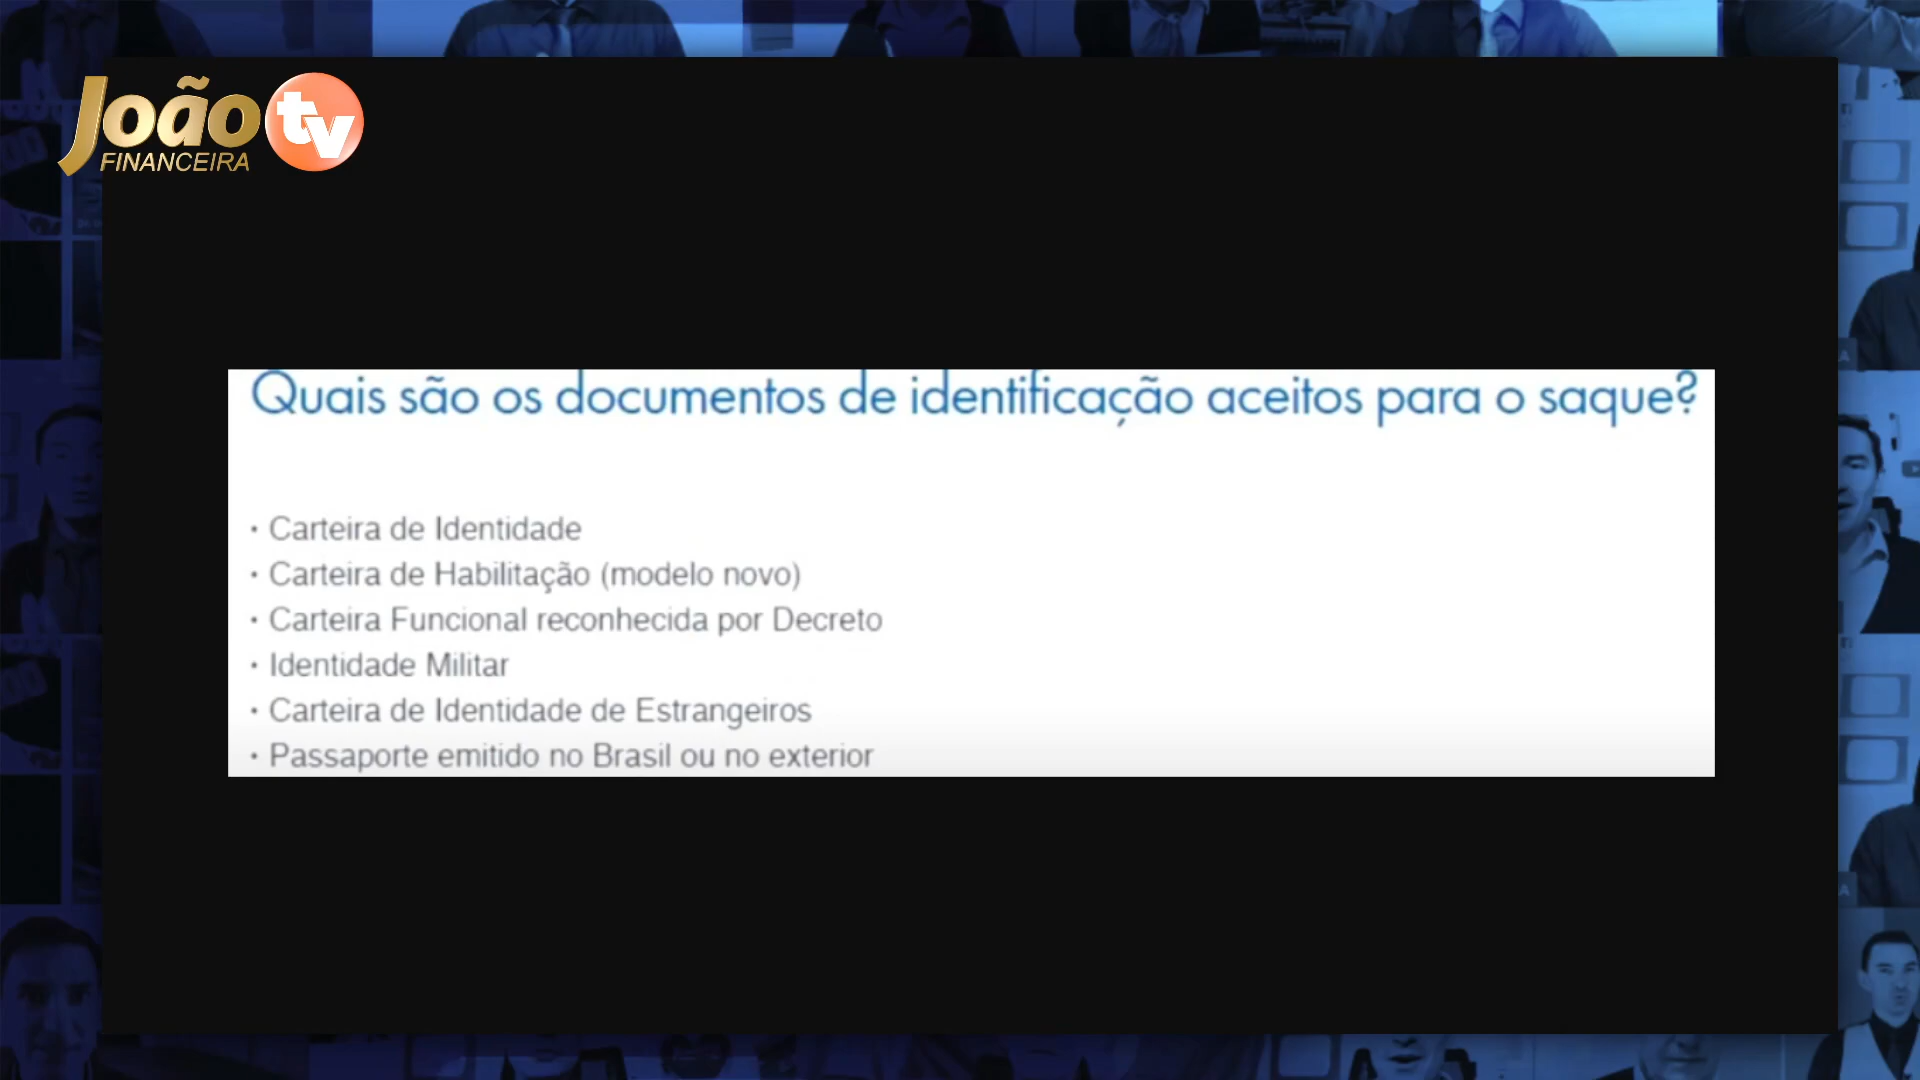 João tv
FINANCEIRA
Quais são os documentos de identificação aceitos para o saque?
• Carteira de Identidade
• Carteira de Habilitação (modelo novo)
• Carteira Funcional reconhecida por Decreto
• Identidade Militar
• Carteira de Identidade de Estrangeiros
• Passaporte emitido no Brasil ou no exterior